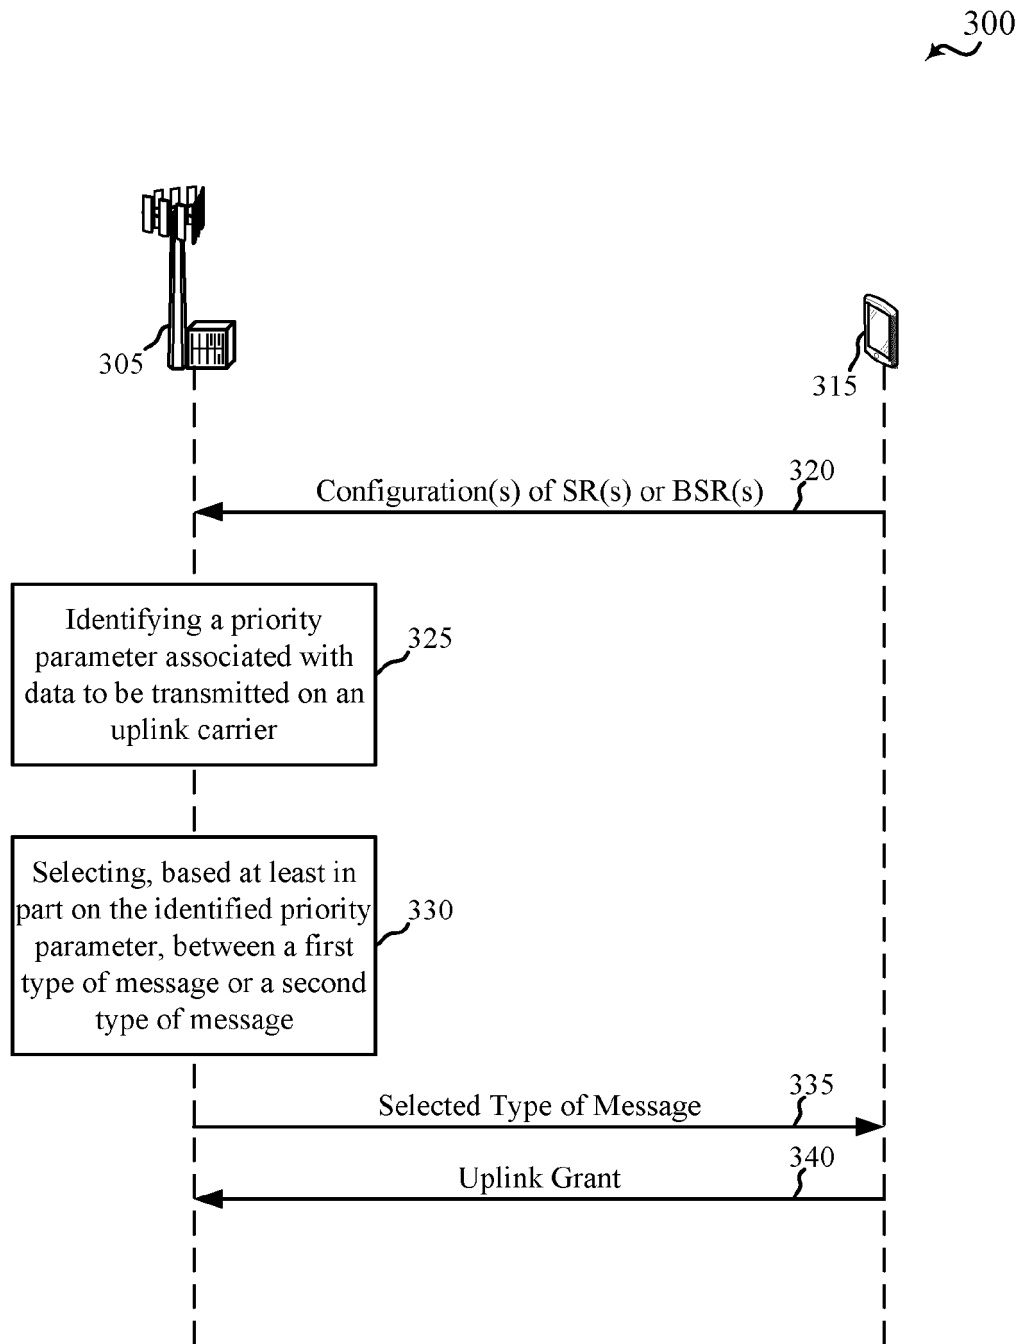 300
305
315
320
Configuration(s) of SR(s) or BSR(s)
Identifying a priority
parameter associated with
data to be transmitted on an
uplink carrier
325
Selecting, based at least in
part on the identified priority
parameter, between a first
type of message or a second
type of message
330
335
Selected Type of Message
340
Uplink Grant